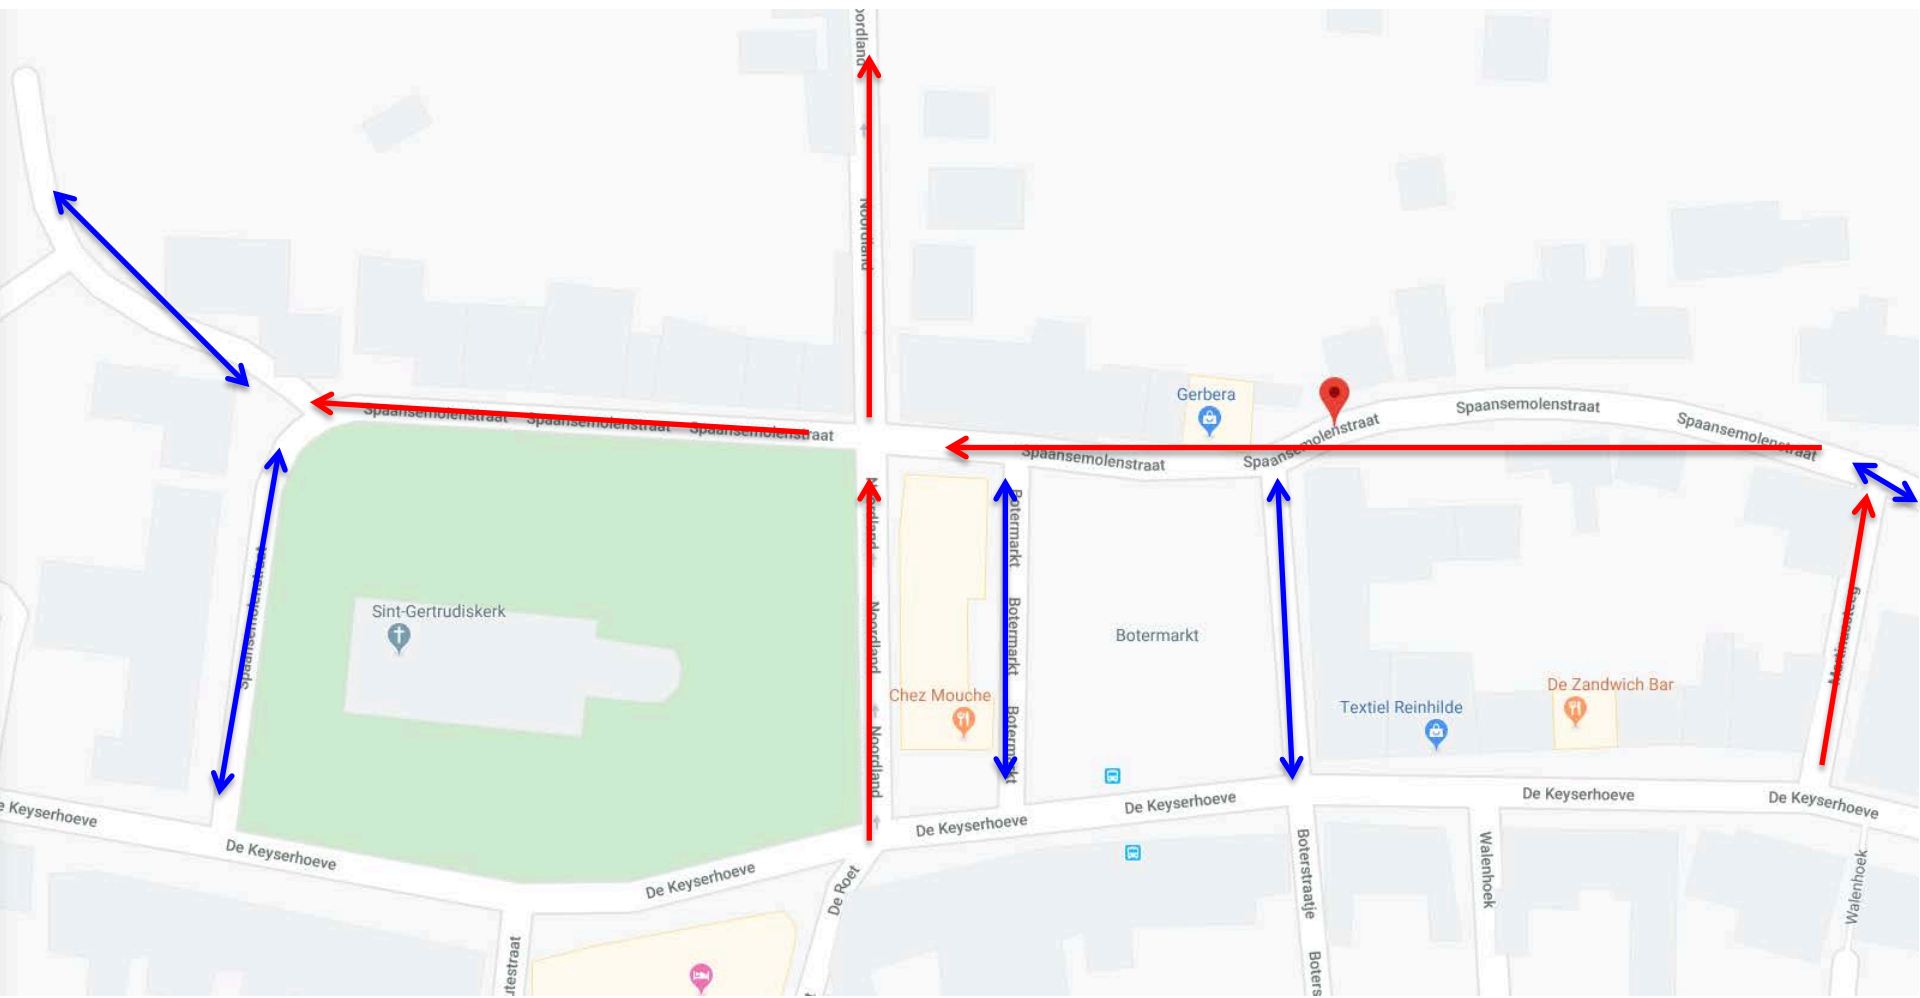 Noordland
Gerbera
Spaansemolenstraat
Spaansemolenstraat
Spaansemolenstraat
Spaansemolenstraat
Spaansemolenstraat
Spaansemolenstraat
Spaansemolenstraat
Spaansemolenstraat
Noordland
Botermarkt
Spaansemolenstraat
Sint-Gertrudiskerk
Noordland
Botermarkt
Botermarkt
Chez Mouche
De Zandwich Bar
Textiel Reinhilde
Noordland
Botermarkt
De Keyserhoeve
De Keyserhoeve
De Keyserhoeve
De Keyserhoeve
De Keyserhoeve
De Keyserhoeve
De Keyserhoeve
De Roet
Boterstraatje
Walenhoek
Walenhoek